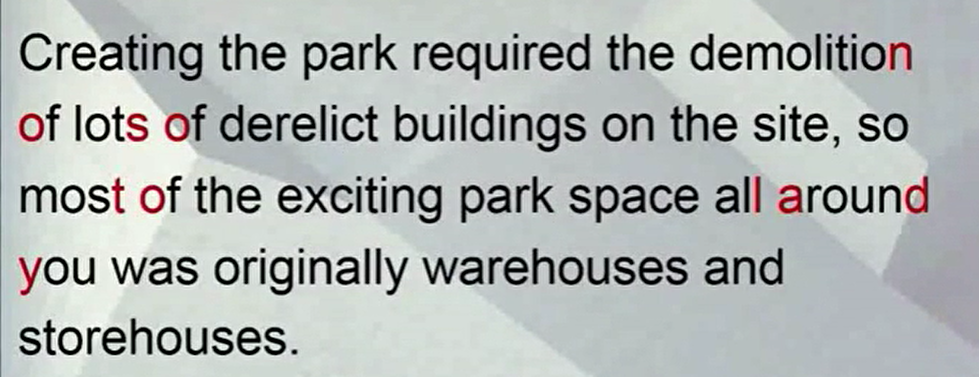 Creating the park required the demolition
of lots of derelict buildings on the site, so
most of the exciting park space all around
you was originally warehouses and
storehouses.